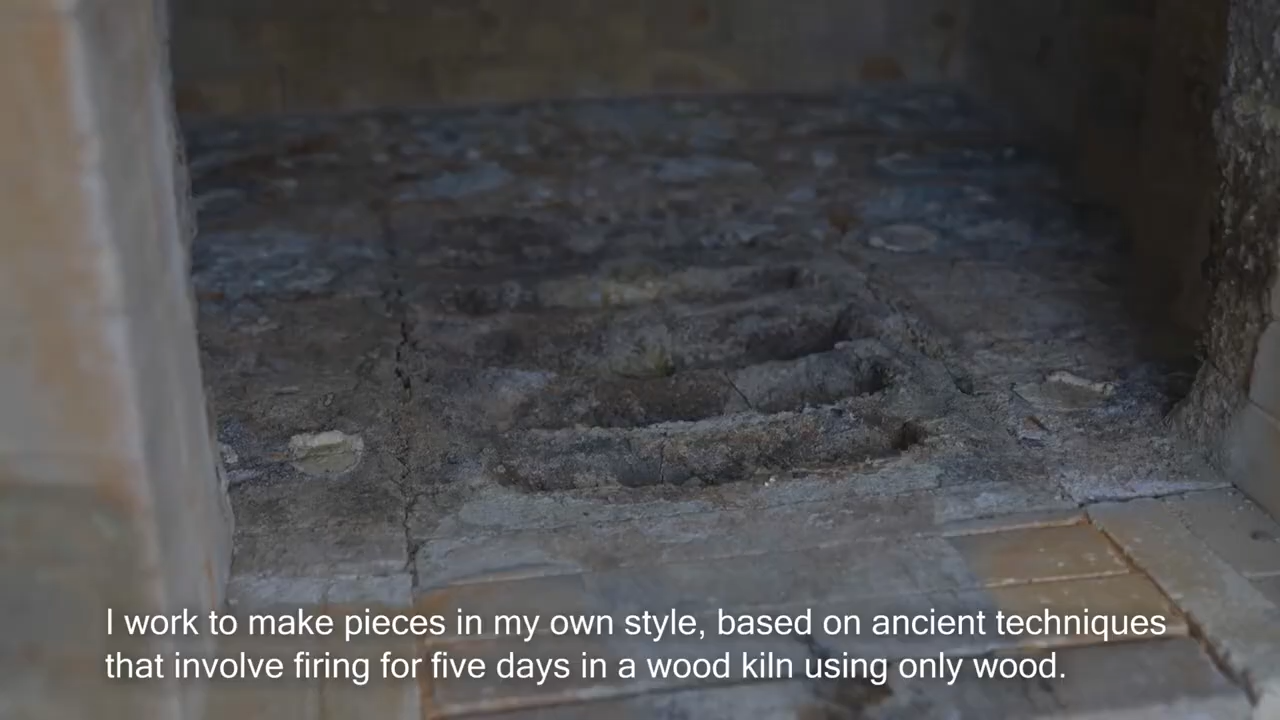 I work to make pieces in my own style, based on ancient techniques
that involve firing for five days in a wood kiln using only wood.